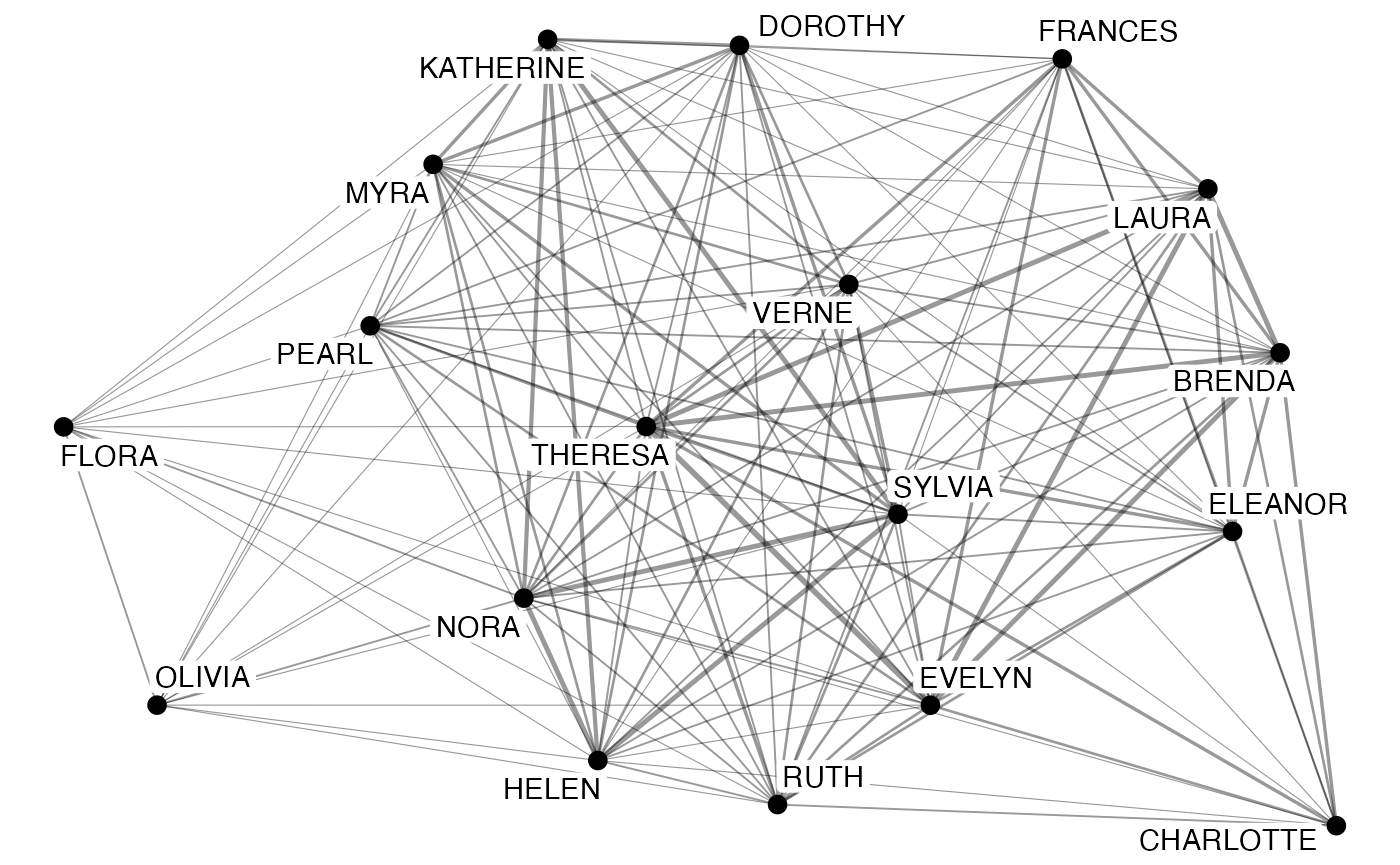 DOROTHY
FRANCES
KATHERINE
MYRA
LAURA
VERNE
PEARL
BRENDA
FLORA
THERESA
SYLVIA
ELEANOR
NORA
OLIVIA
EVELYN
HELEN
RUTH
CHARLOTTE